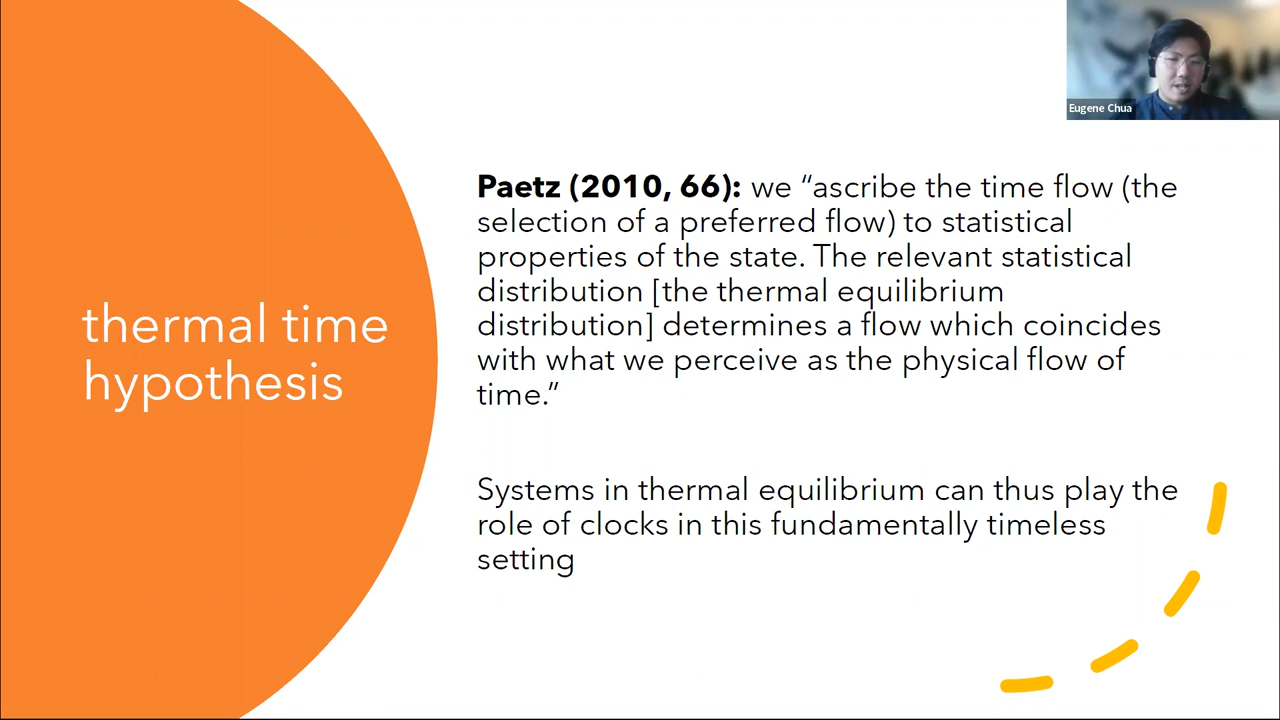 Eugene Chua
thermal time
hypothesis
Paetz (2010, 66): we “ascribe the time flow (the
selection of a preferred flow) to statistical
properties of the state. The relevant statistical
distribution [the thermal equilibrium
distribution] determines a flow which coincides
with what we perceive as the physical flow of
time.”
Systems in thermal equilibrium can thus play the
role of clocks in this fundamentally timeless
setting